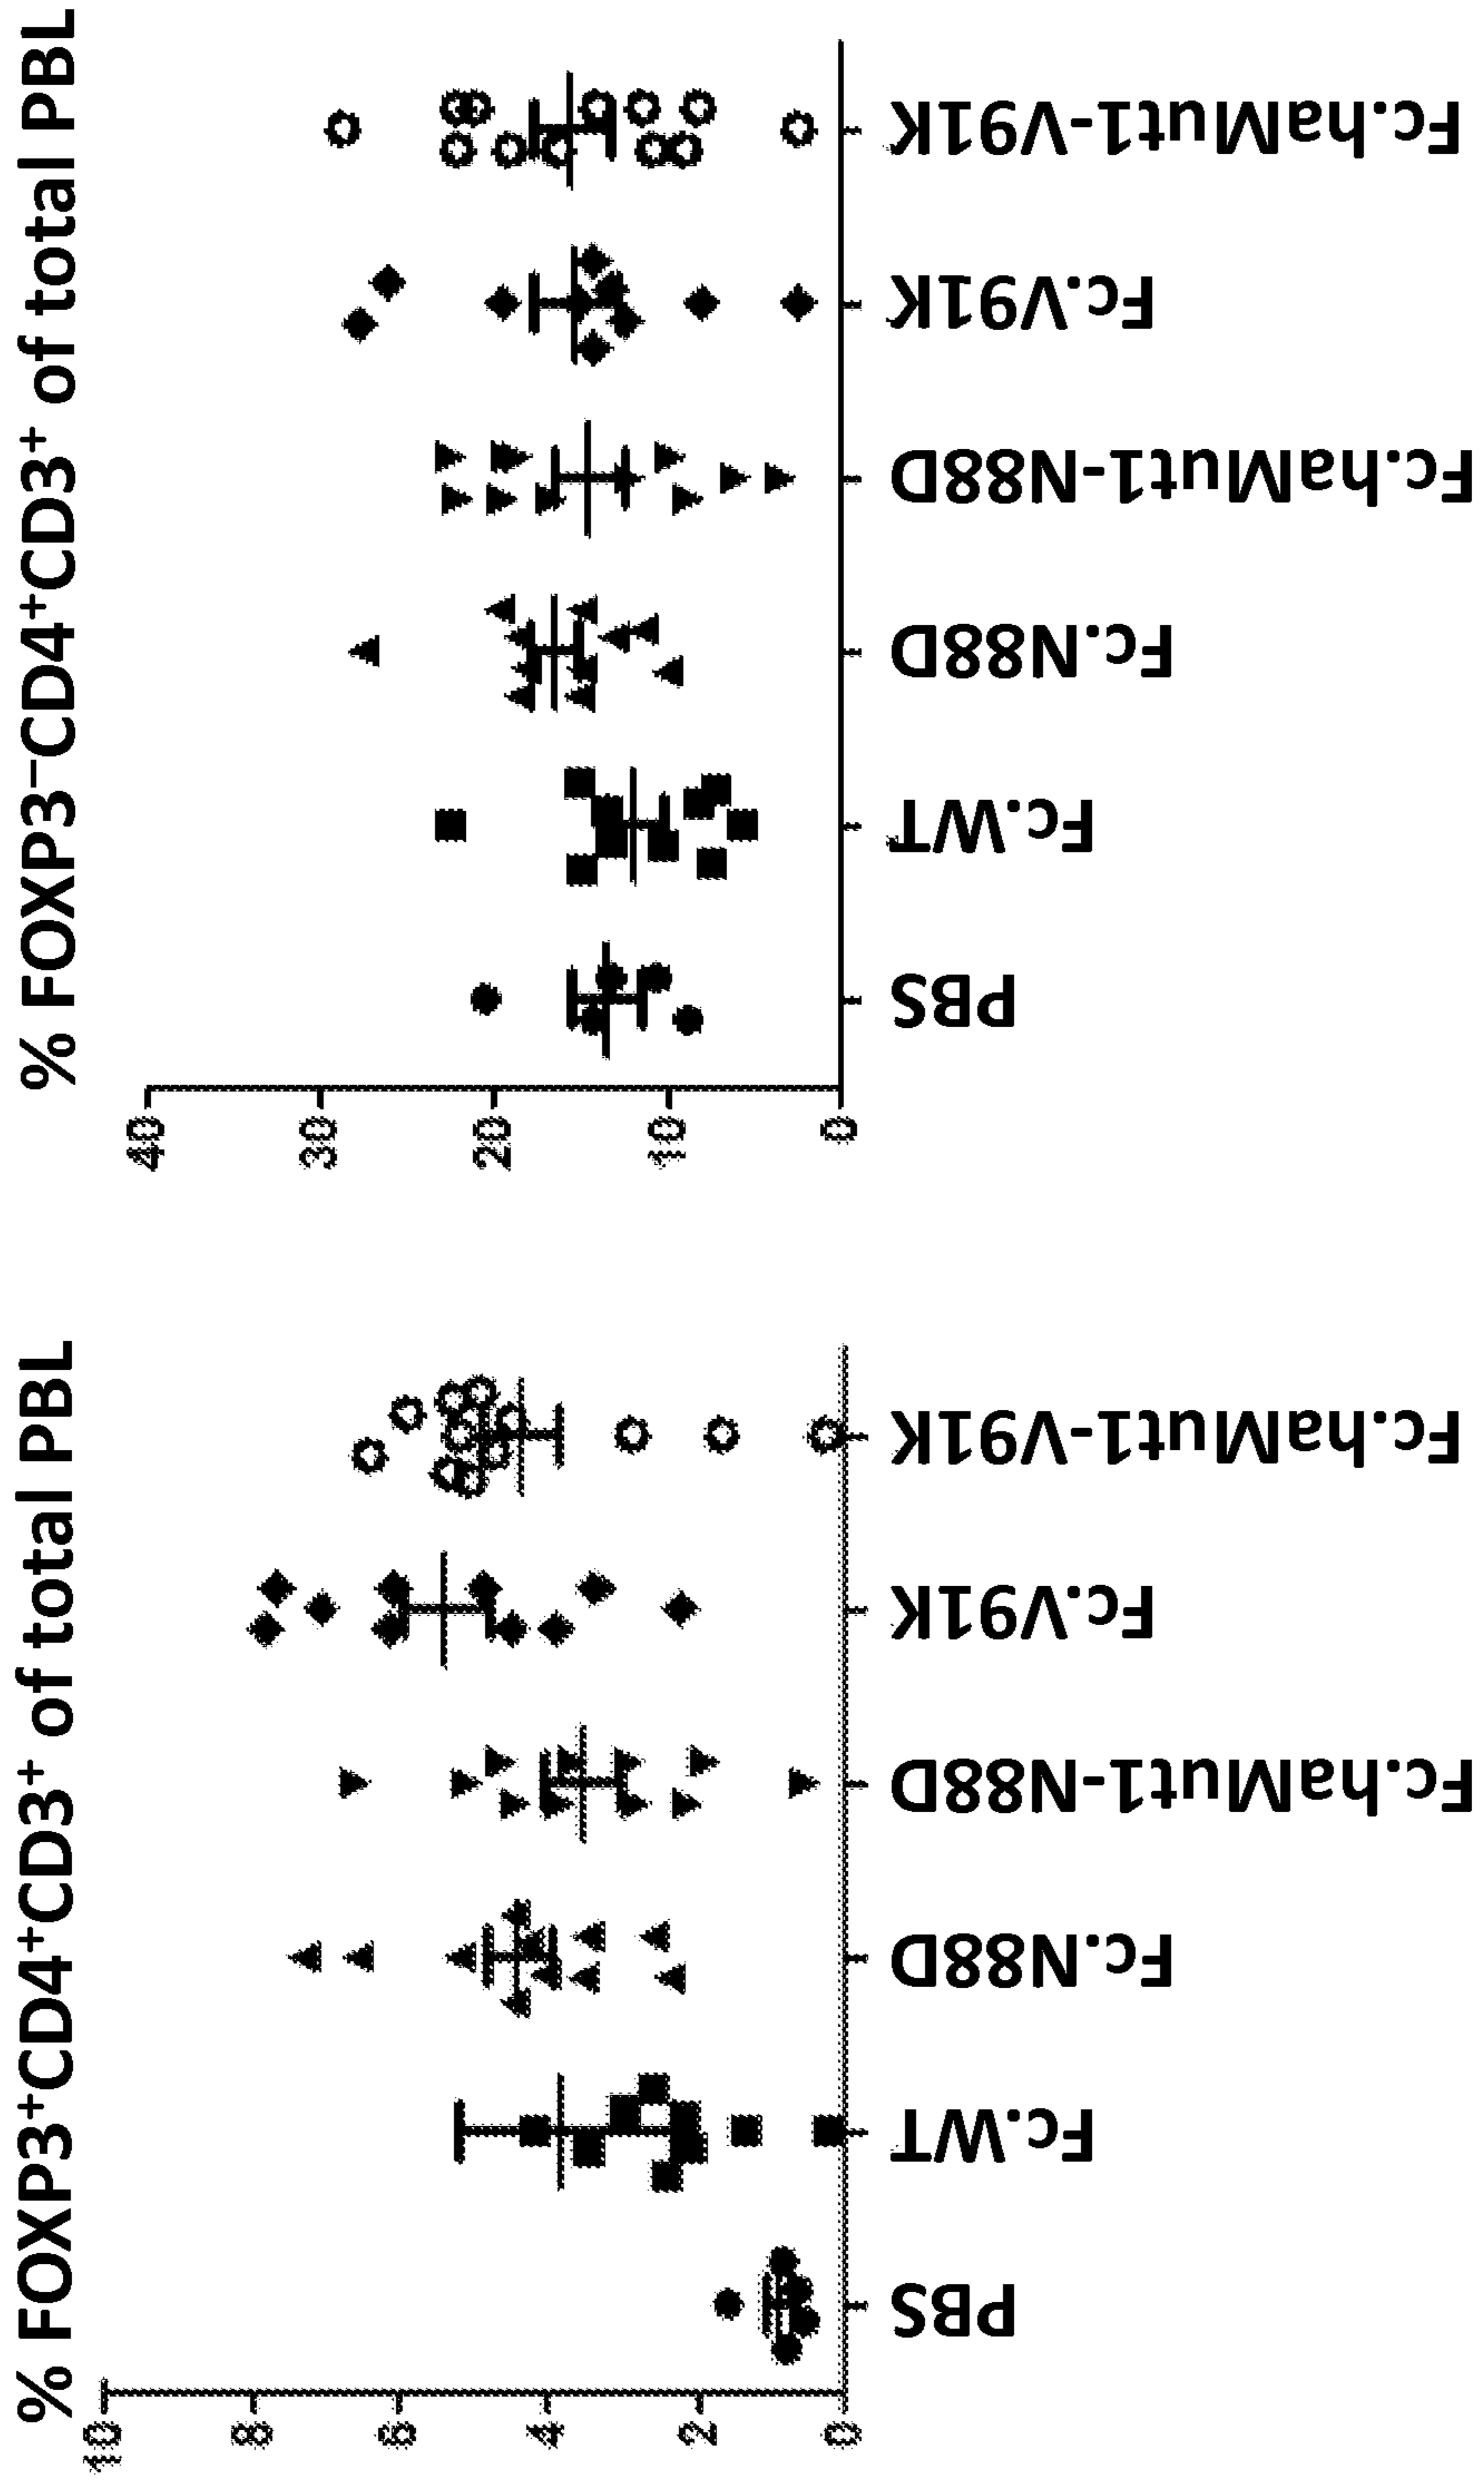 % FOXP3⁺CD4⁺CD3⁺ of total PBL
10
8
6
4
2
0
PBS
Fc.WT
Fc.N88D
Fc.haMut1-N88D
Fc.V91K
Fc.haMut1-V91K
% FOXP3⁻CD4⁺CD3⁺ of total PBL
40
30
20
10
0
PBS
Fc.WT
Fc.N88D
Fc.haMut1-N88D
Fc.V91K
Fc.haMut1-V91K